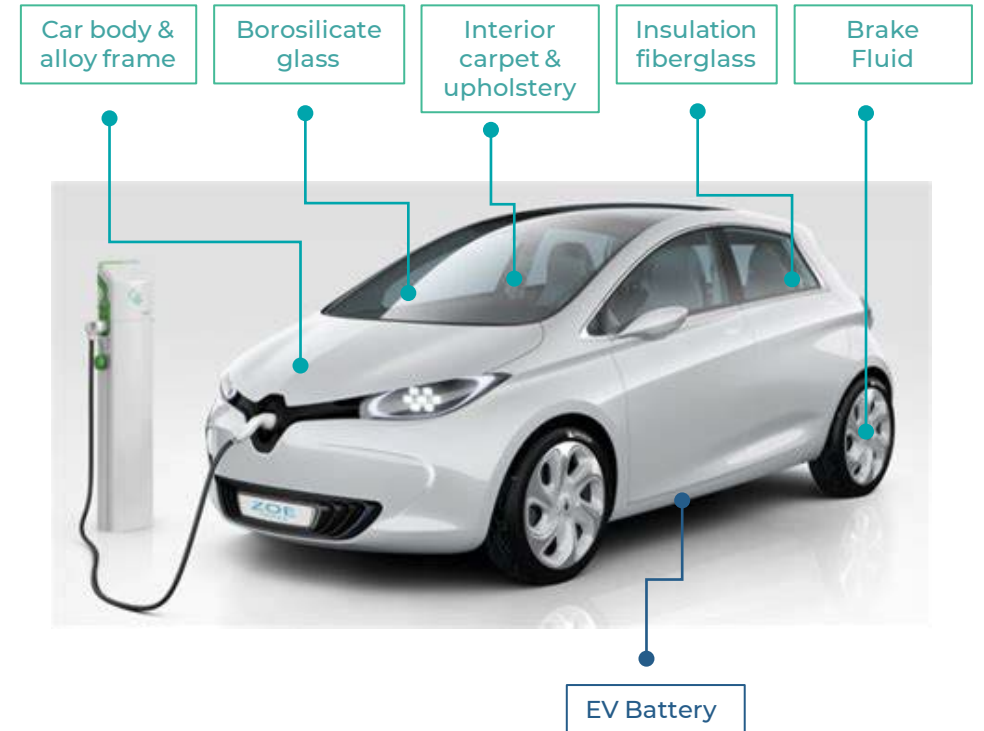 Car body &
alloy frame
Borosilicate
glass
Interior
carpet &
upholstery
Insulation
fiberglass
Brake
Fluid
ZOE
EV Battery